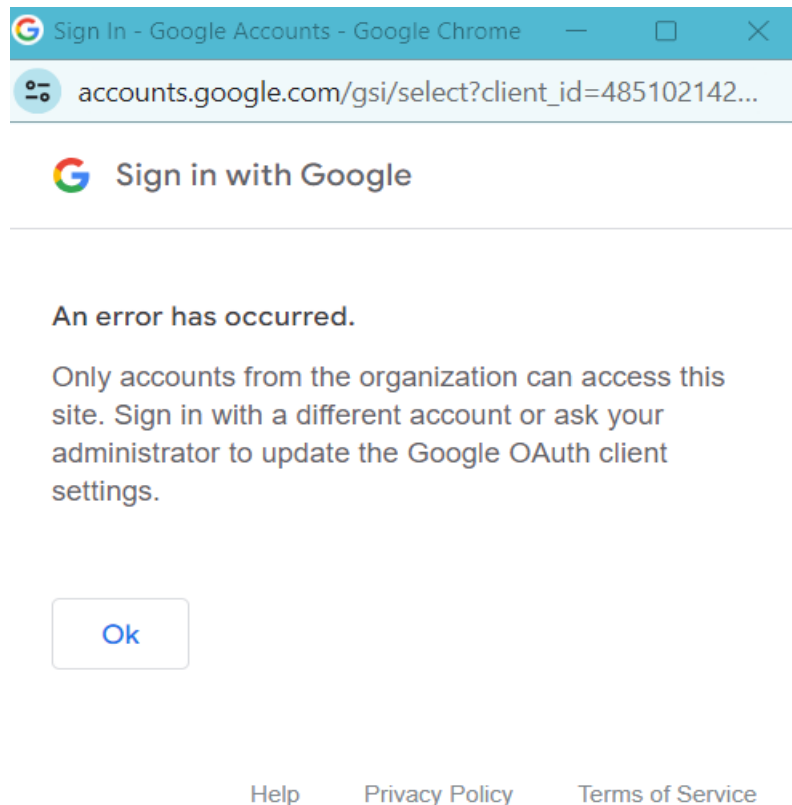 Sign In - Google Accounts - Google Chrome
accounts.google.com/gsi/select?client_id=485102142...
Sign in with Google
An error has occurred.
Only accounts from the organization can access this
site. Sign in with a different account or ask your
administrator to update the Google OAuth client
settings.
Ok
Help Privacy Policy Terms of Service